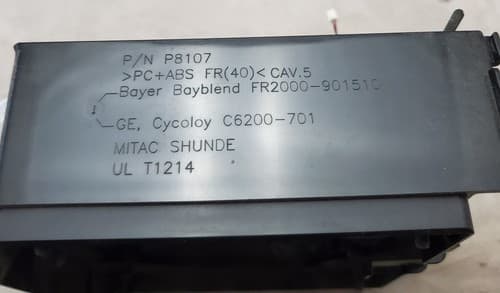 P/N P8107
>PC+ABS FR(40)< CAV.5
Bayer Bayblend FR2000-901510
GE, Cycoloy C6200-701
MITAC SHUNDE
UL T1214